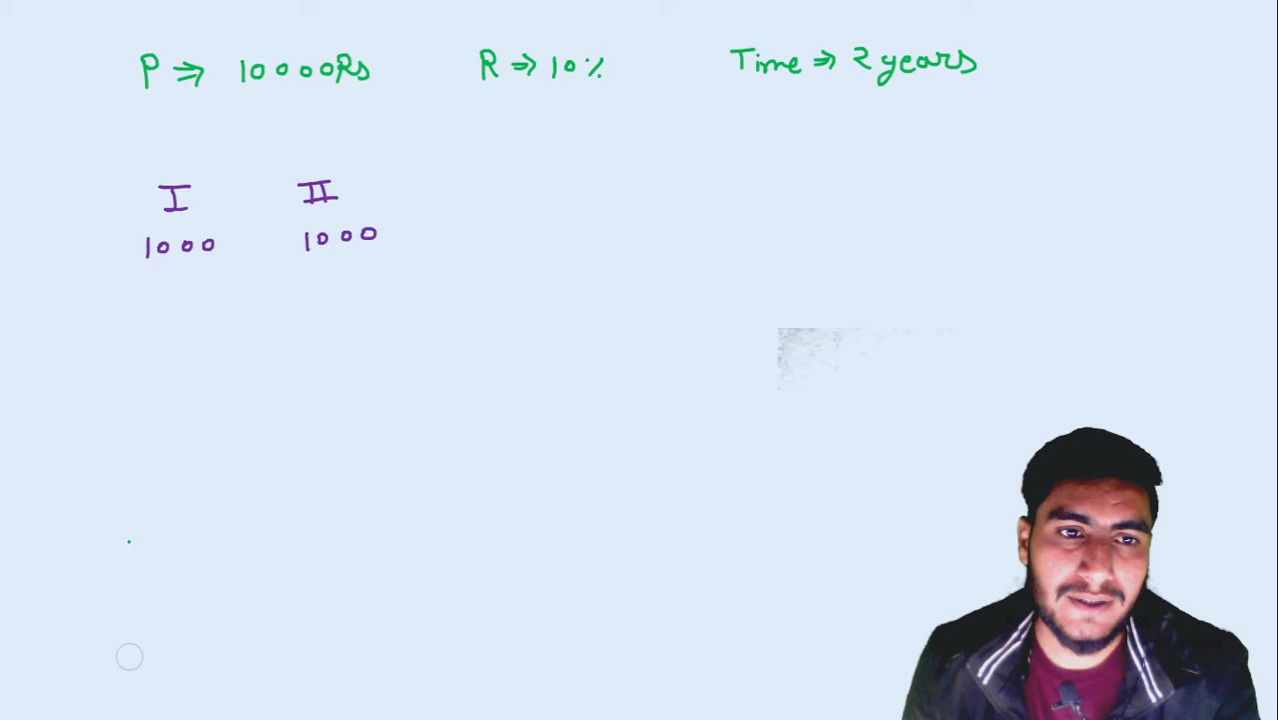 P ⇒ 10000Rs R ⇒ 10% Time ⇒ 2 years
I II
1000 1000